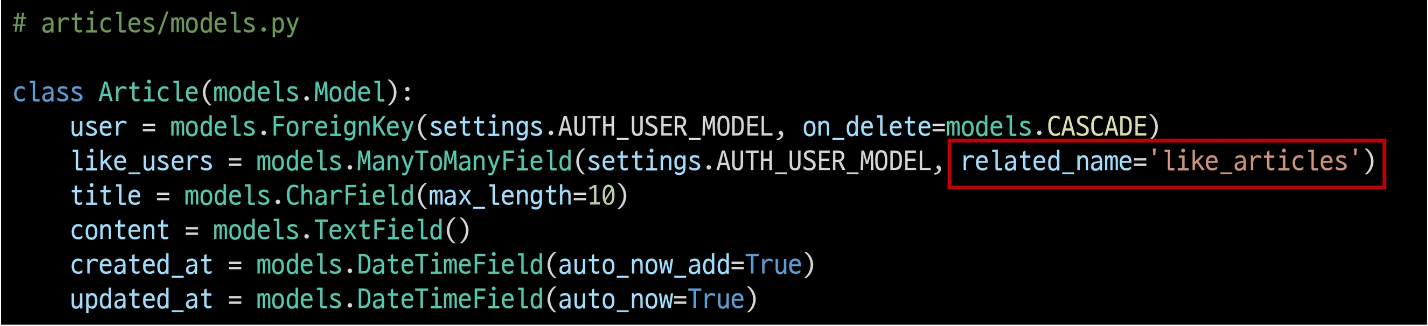 # articles/models.py
class Article(models.Model):
    user = models.ForeignKey(settings.AUTH_USER_MODEL, on_delete=models.CASCADE)
    like_users = models.ManyToManyField(settings.AUTH_USER_MODEL, related_name='like_articles')
    title = models.CharField(max_length=10)
    content = models.TextField()
    created_at = models.DateTimeField(auto_now_add=True)
    updated_at = models.DateTimeField(auto_now=True)